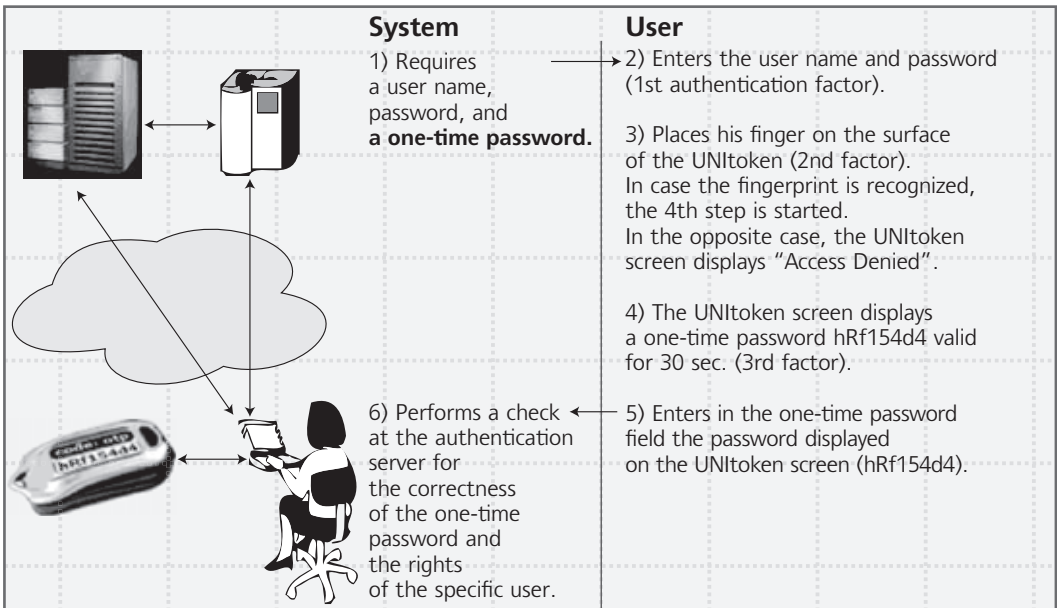 System
1) Requires
a user name,
password, and
a one-time password.
User
2) Enters the user name and password
(1st authentication factor).
3) Places his finger on the surface
of the UNItoken (2nd factor).
In case the fingerprint is recognized,
the 4th step is started.
In the opposite case, the UNItoken
screen displays “Access Denied”.
4) The UNItoken screen displays
a one-time password hRf154d4 valid
for 30 sec. (3rd factor).
5) Enters in the one-time password
field the password displayed
on the UNItoken screen (hRf154d4).
6) Performs a check
at the authentication
server for
the correctness
of the one-time
password and
the rights
of the specific user.
code: otp
hRf154d4